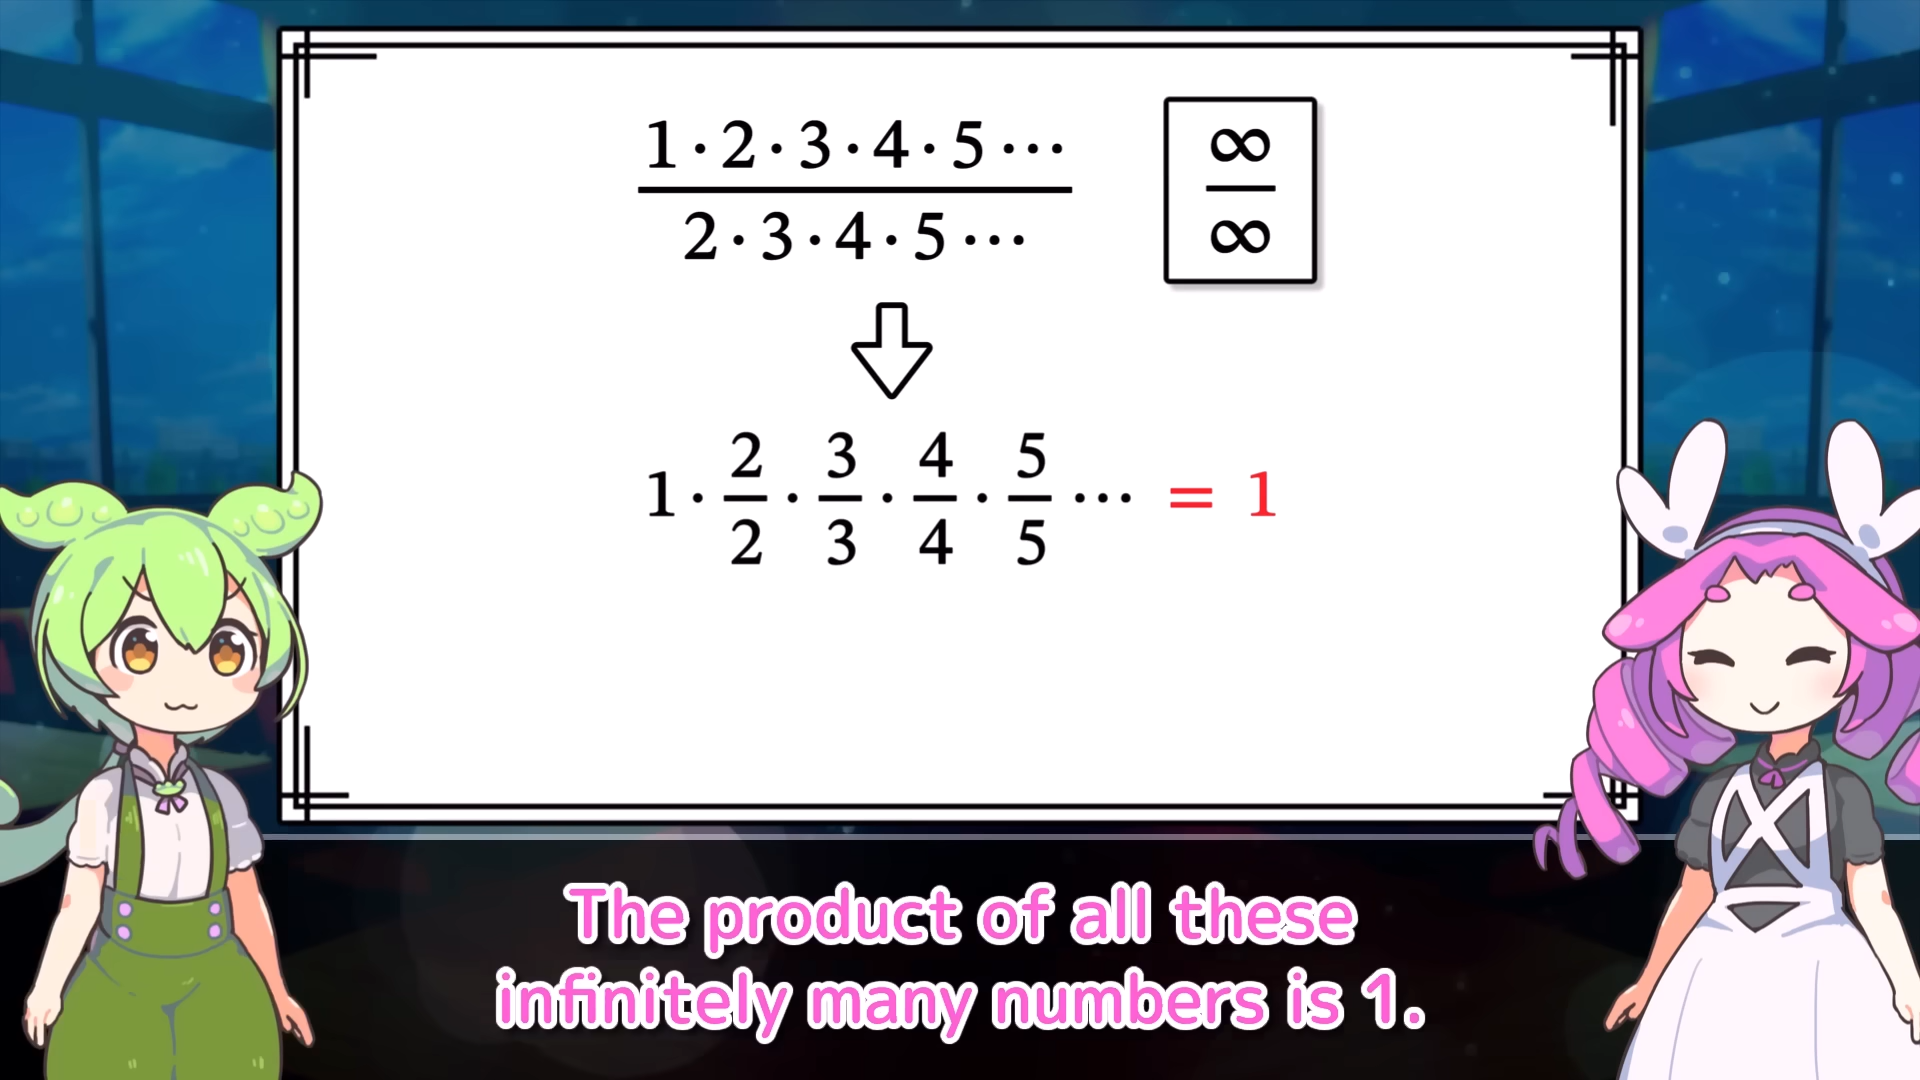 1·2·3·4·5···
2·3·4·5···
∞
∞
1 · 2/2 · 3/3 · 4/4 · 5/5 ··· = 1
The product of all these
infinitely many numbers is 1.